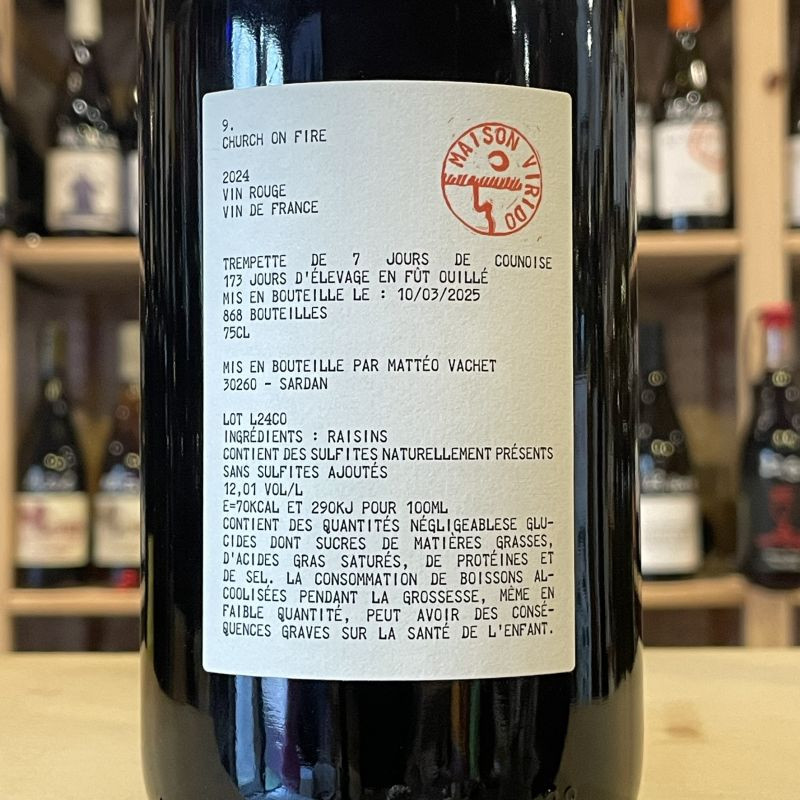 9.
CHURCH ON FIRE
MAISON VIRIDO
2024
VIN ROUGE
VIN DE FRANCE
TREMPETTE DE 7 JOURS DE COUNOISE
173 JOURS D'ÉLEVAGE EN FÛT OUILLÉ
MIS EN BOUTEILLE LE : 10/03/2025
868 BOUTEILLES
75CL
MIS EN BOUTEILLE PAR MATTÉO VACHET
30260 - SARDAN
LOT L24CO
INGRÉDIENTS : RAISINS
CONTIENT DES SULFITES NATURELLEMENT PRÉSENTS
SANS SULFITES AJOUTÉS
12,01 VOL/L
E=70KCAL ET 290KJ POUR 100ML
CONTIENT DES QUANTITÉS NÉGLIGEABLESE GLU-
CIDES DONT SUCRES DE MATIÈRES GRASSES,
D'ACIDES GRAS SATURÉS, DE PROTÉINES ET
DE SEL. LA CONSOMMATION DE BOISSONS AL-
COOLISÉES PENDANT LA GROSSESSE, MÊME EN
FAIBLE QUANTITÉ, PEUT AVOIR DES CONSÉ-
QUENCES GRAVES SUR LA SANTÉ DE L'ENFANT.